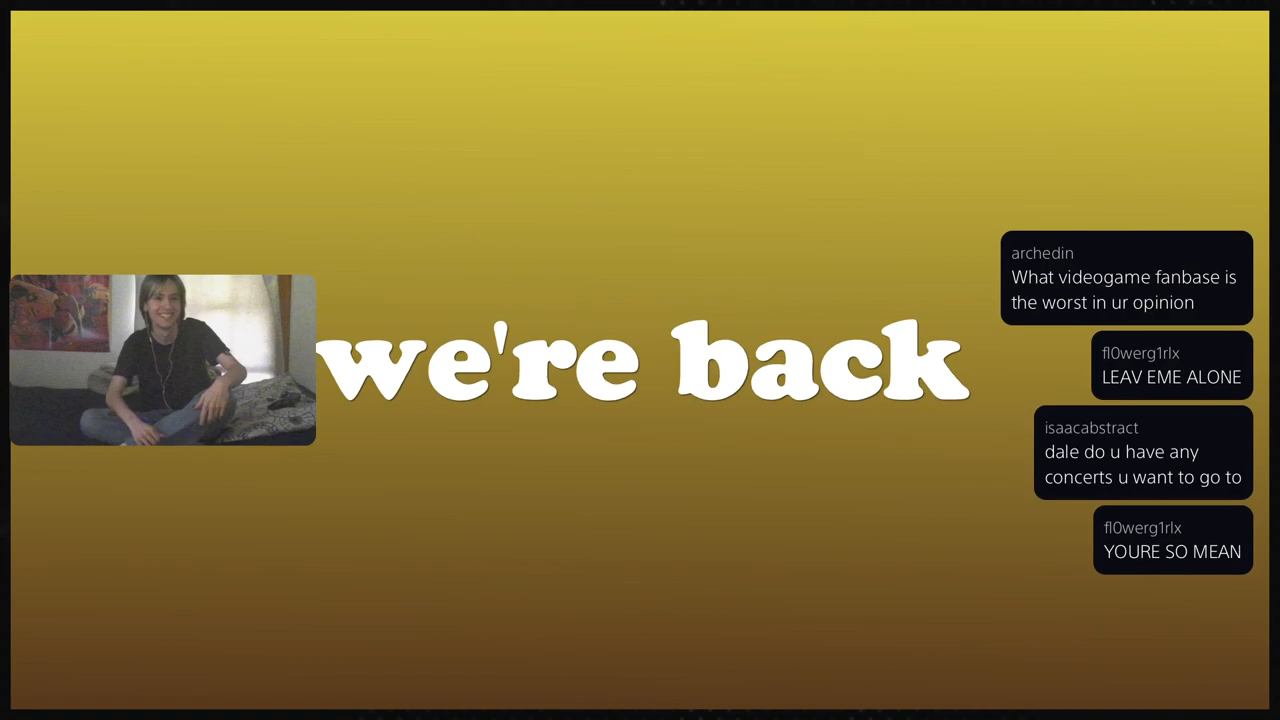 we're back
archedin
What videogame fanbase is
the worst in ur opinion
fl0werg1rlx
LEAV EME ALONE
isaacabstract
dale do u have any
concerts u want to go to
fl0werg1rlx
YOURE SO MEAN